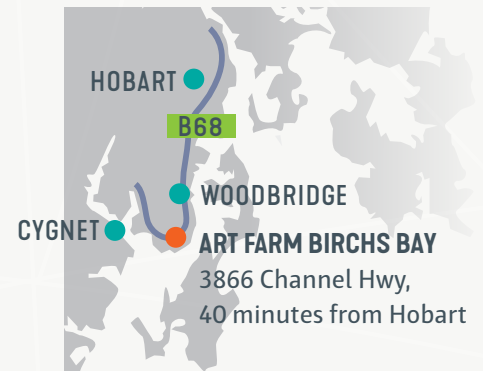 HOBART
B68
WOODBRIDGE
CYGNET
ART FARM BIRCHS BAY
3866 Channel Hwy,
40 minutes from Hobart